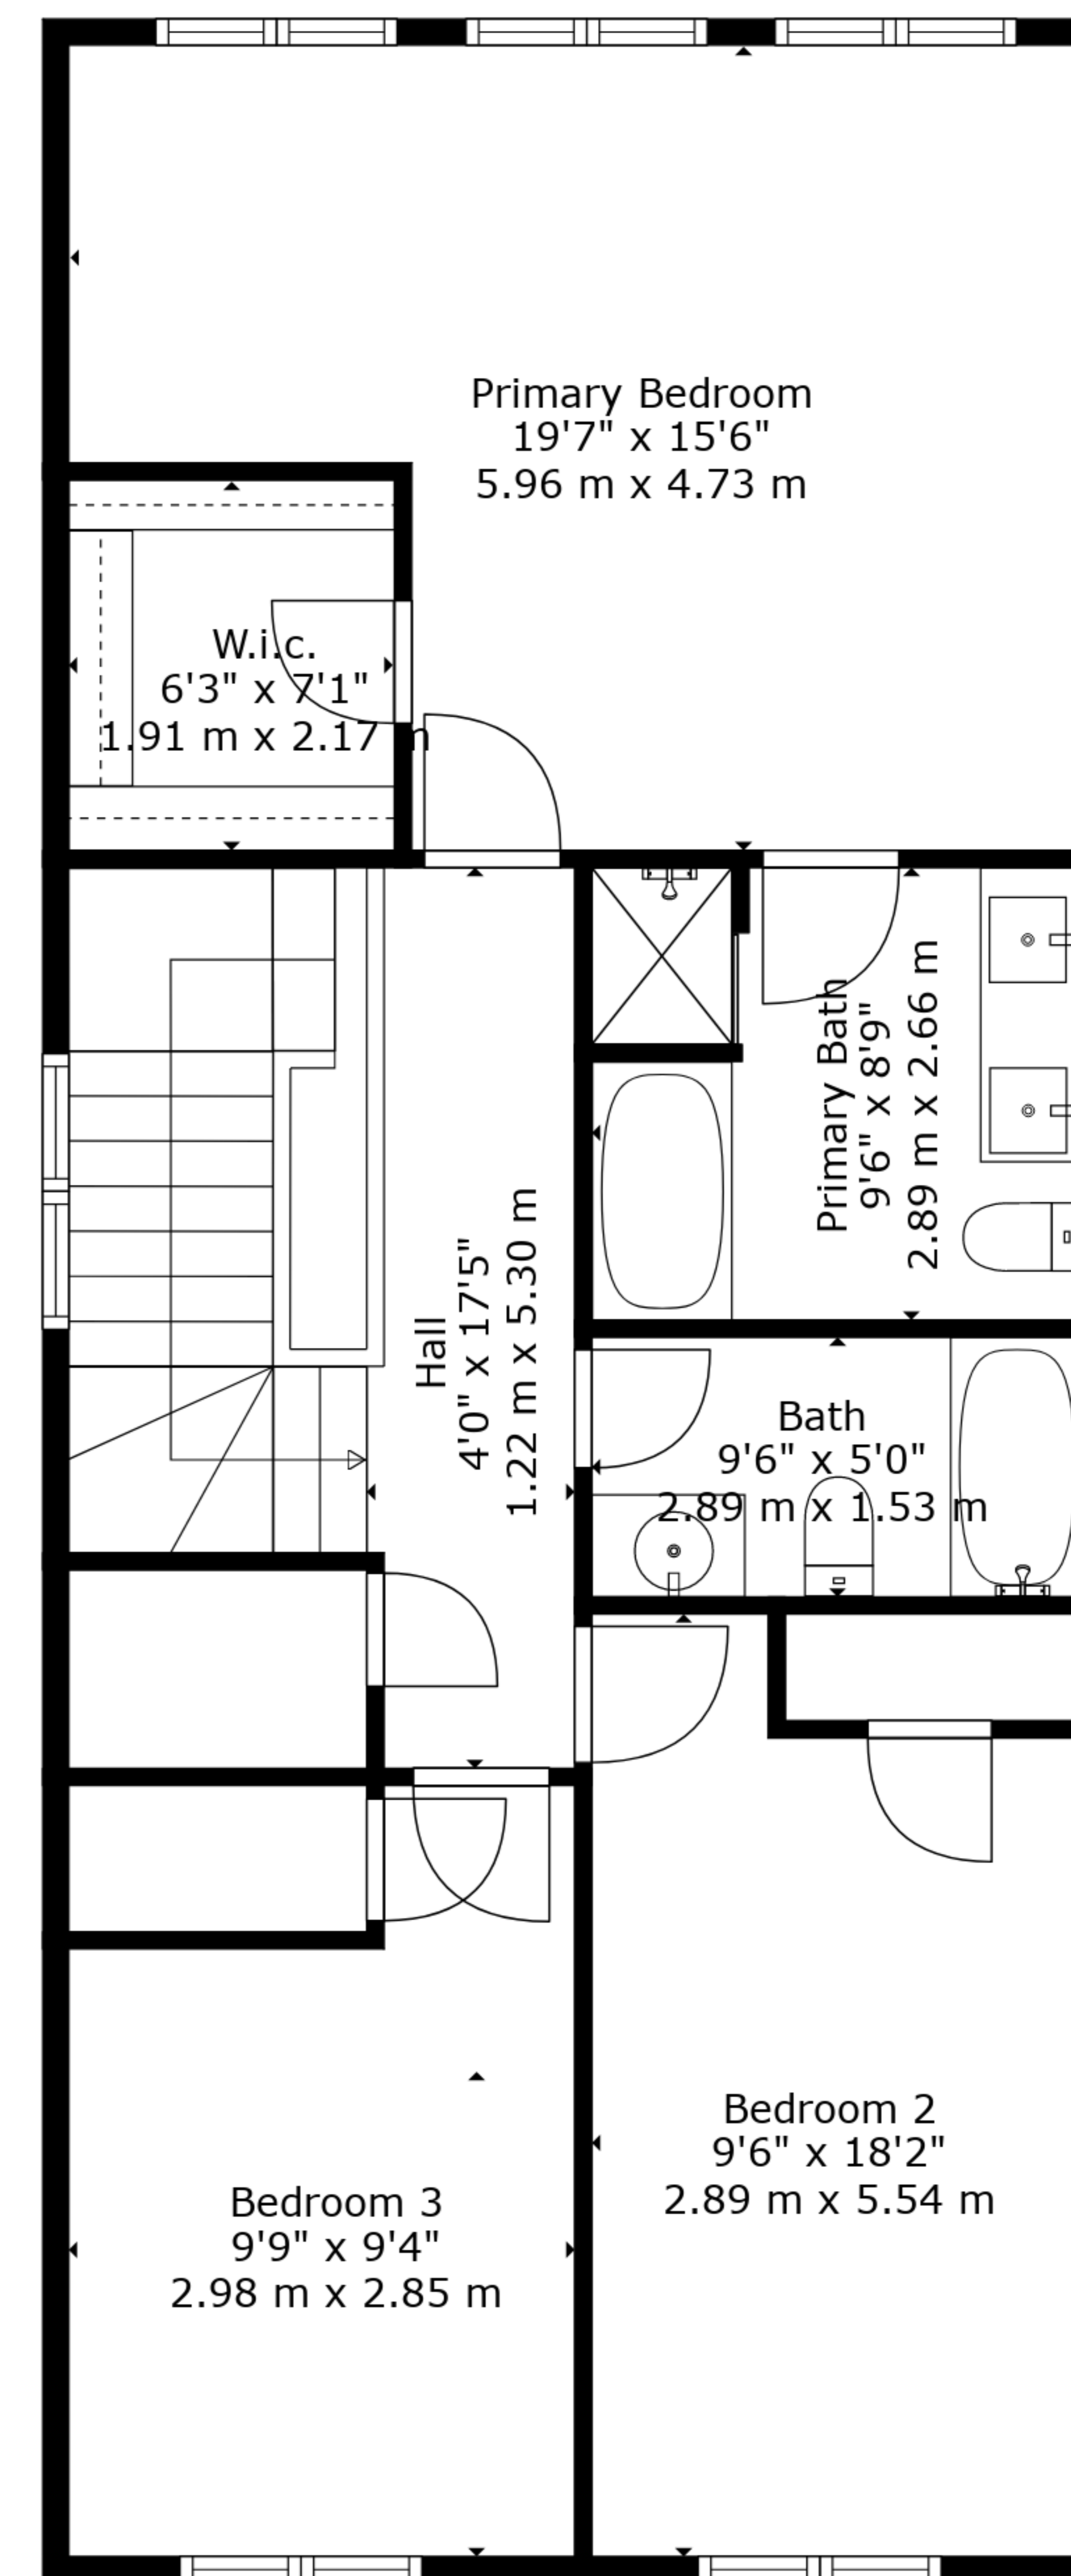 Primary Bedroom
19'7" x 15'6"
5.96 m x 4.73 m
W.i.c.
6'3" x 7'1"
1.91 m x 2.17 m
Primary Bath
9'6" x 8'9"
2.89 m x 2.66 m
Hall
4'0" x 17'5"
1.22 m x 5.30 m
Bath
9'6" x 5'0"
2.89 m x 1.53 m
Bedroom 2
9'6" x 18'2"
2.89 m x 5.54 m
Bedroom 3
9'9" x 9'4"
2.98 m x 2.85 m